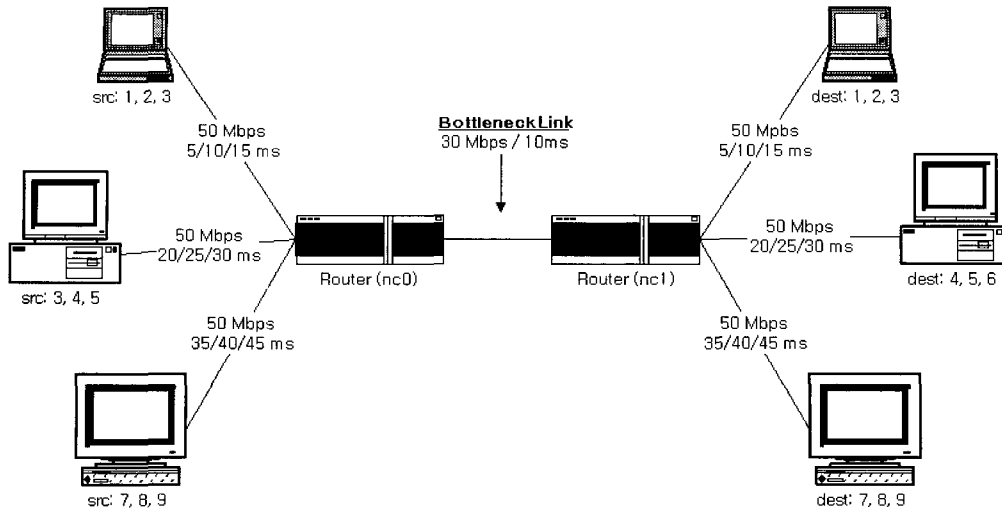 src: 1, 2, 3
dest: 1, 2, 3
50 Mbps
5/10/15 ms
BottleneckLink
30 Mbps / 10ms
50 Mpbs
5/10/15 ms
50 Mbps
20/25/30 ms
50 Mbps
20/25/30 ms
src: 3, 4, 5
Router (nc0)
Router (nc1)
dest: 4, 5, 6
50 Mbps
35/40/45 ms
50 Mbps
35/40/45 ms
src: 7, 8, 9
dest: 7, 8, 9